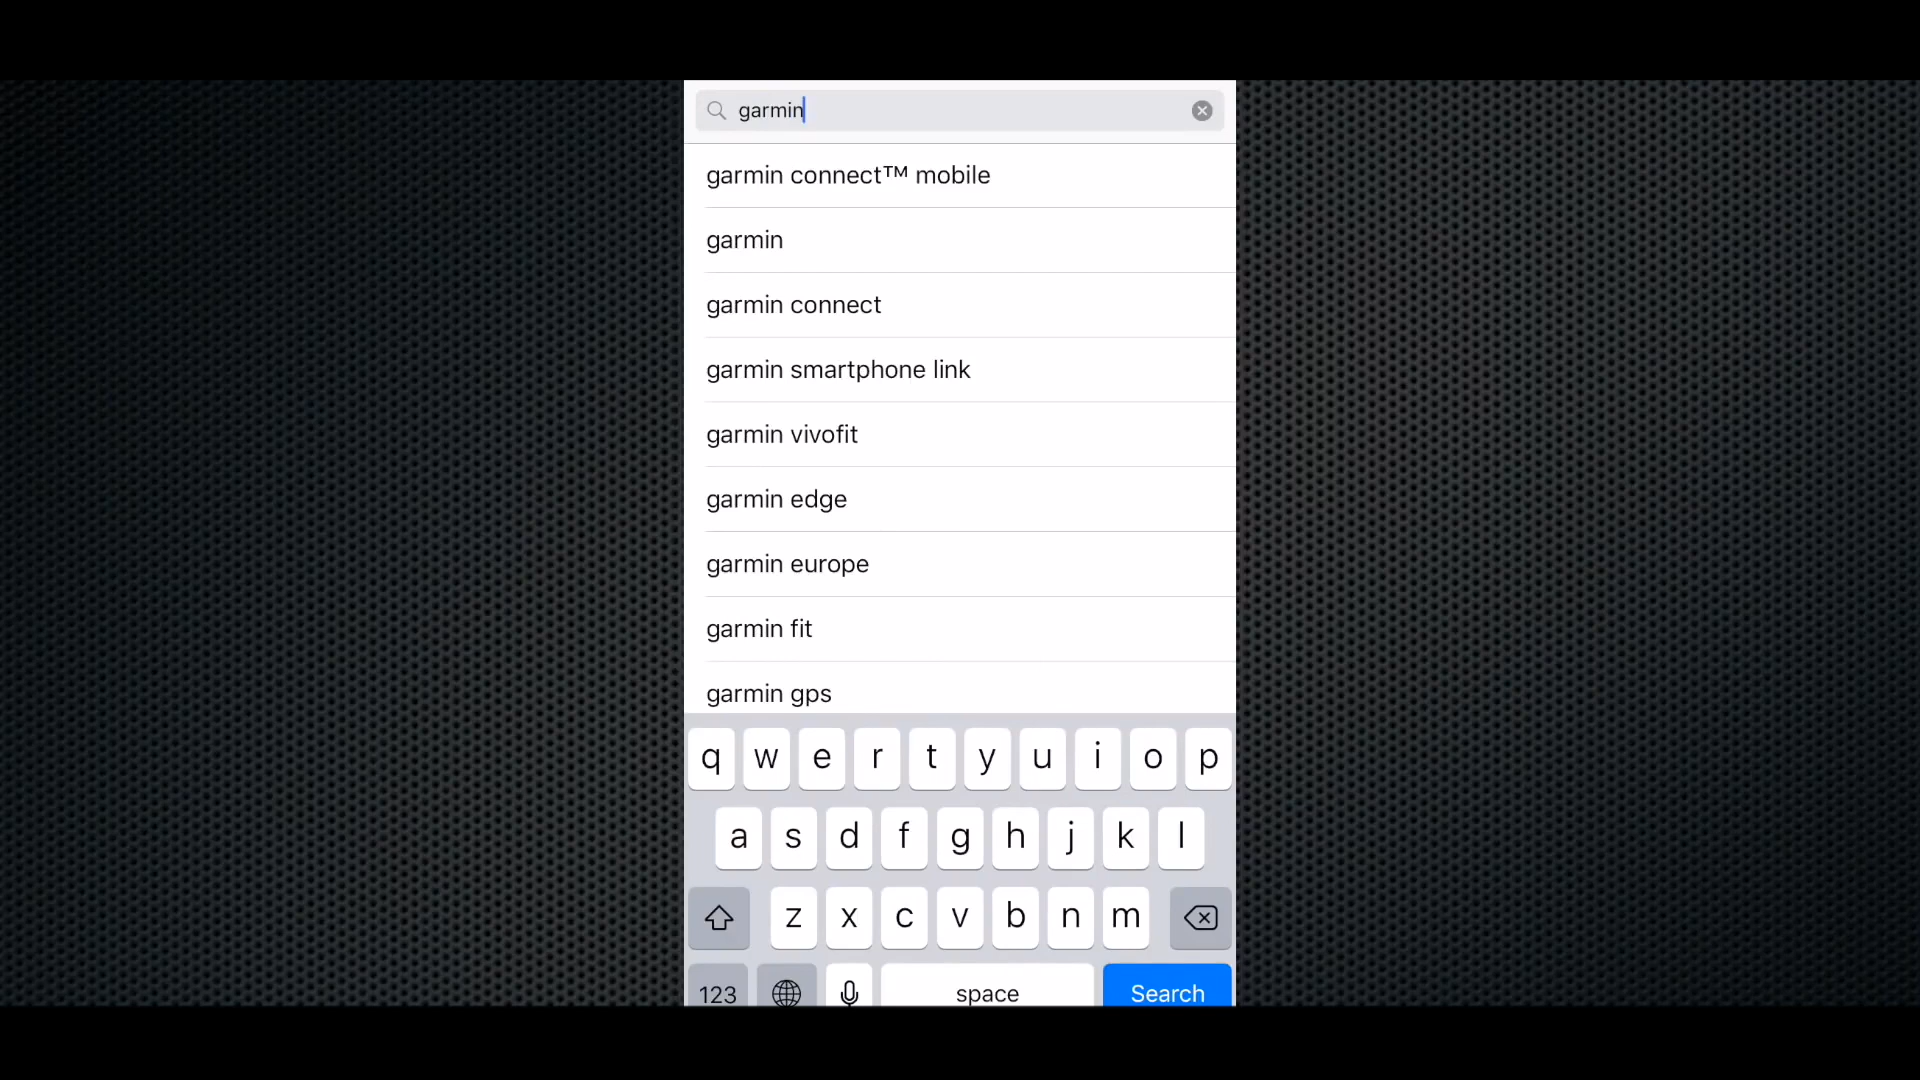 garmin
garmin connect™ mobile
garmin
garmin connect
garmin smartphone link
garmin vivofit
garmin edge
garmin europe
garmin fit
garmin gps
q w e r t y u i o p
a s d f g h j k l
z x c v b n m
123 space Search